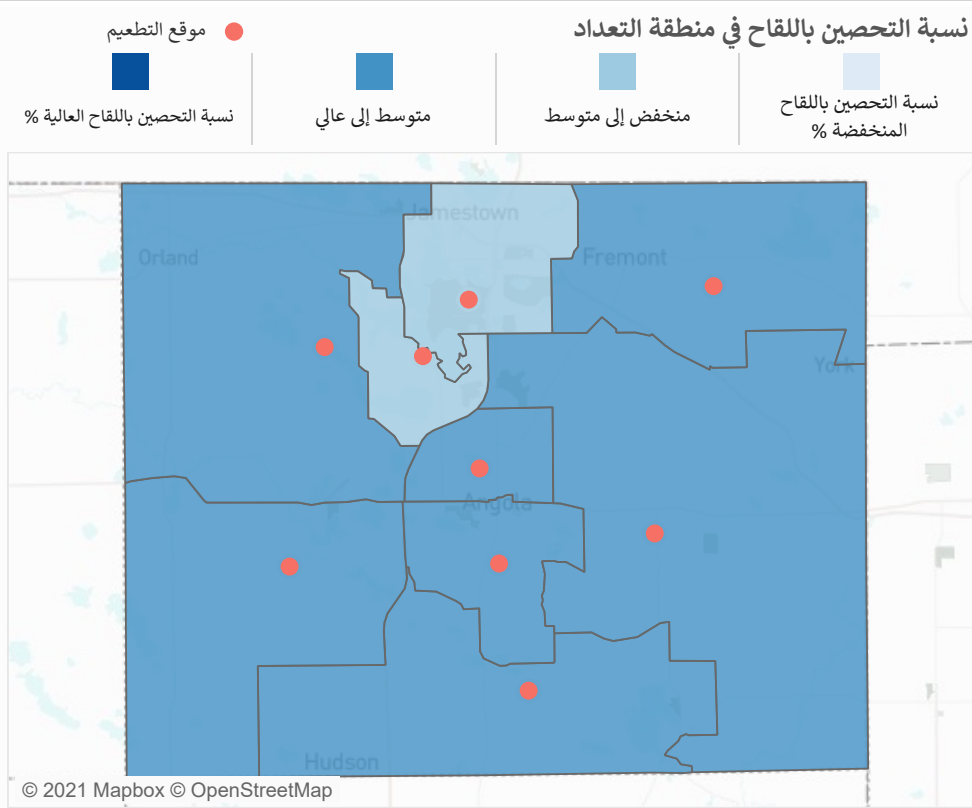 نسبة التحصين باللقاح في منطقة التعداد
موقع التطعيم
نسبة التحصين باللقاح
المنخفضة %
منخفض إلى متوسط
متوسط إلى عالي
نسبة التحصين باللقاح العالية %
Jamestown
Orland
Fremont
York
Angola
Hudson
© 2021 Mapbox © OpenStreetMap